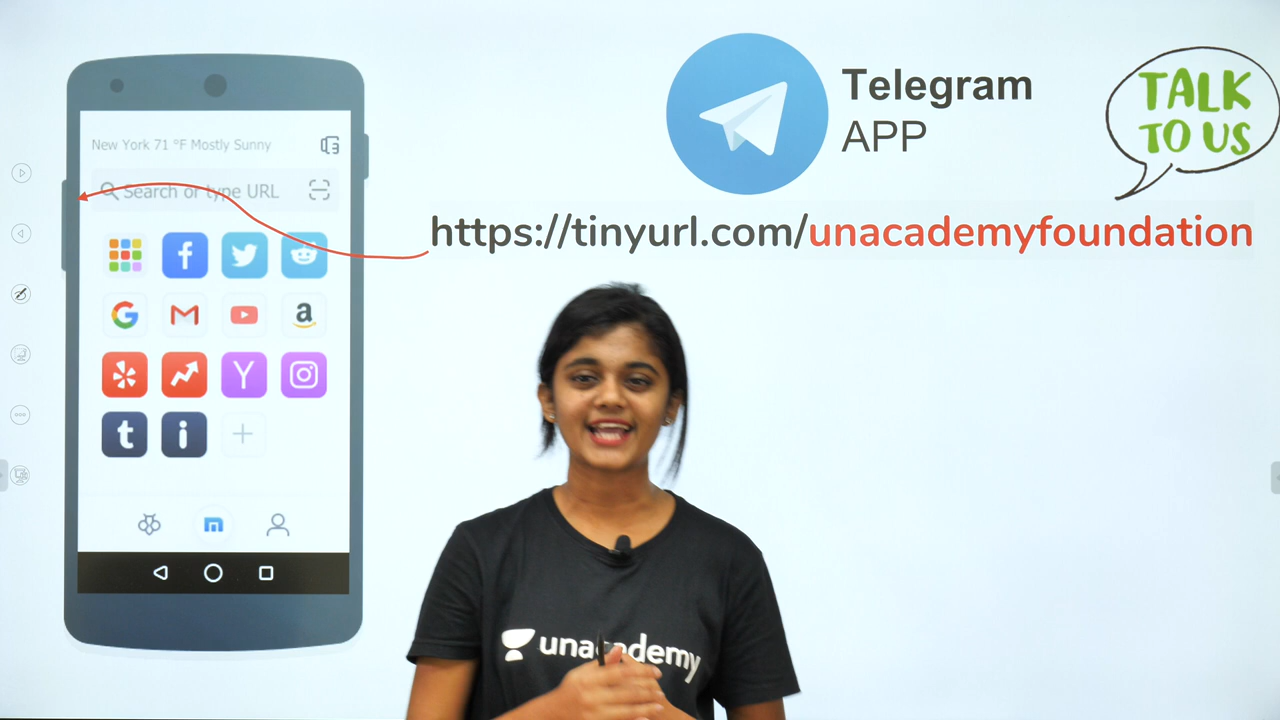 New York 71 °F Mostly Sunny
Search or type URL
Telegram
APP
TALK
TO US
https://tinyurl.com/unacademyfoundation
unacademy